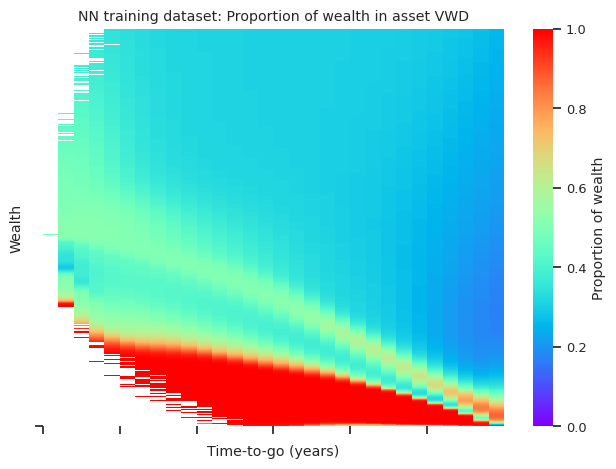 NN training dataset: Proportion of wealth in asset VWD
Wealth
Time-to-go (years)
1.0
0.8
0.6
0.4
0.2
0.0
Proportion of wealth